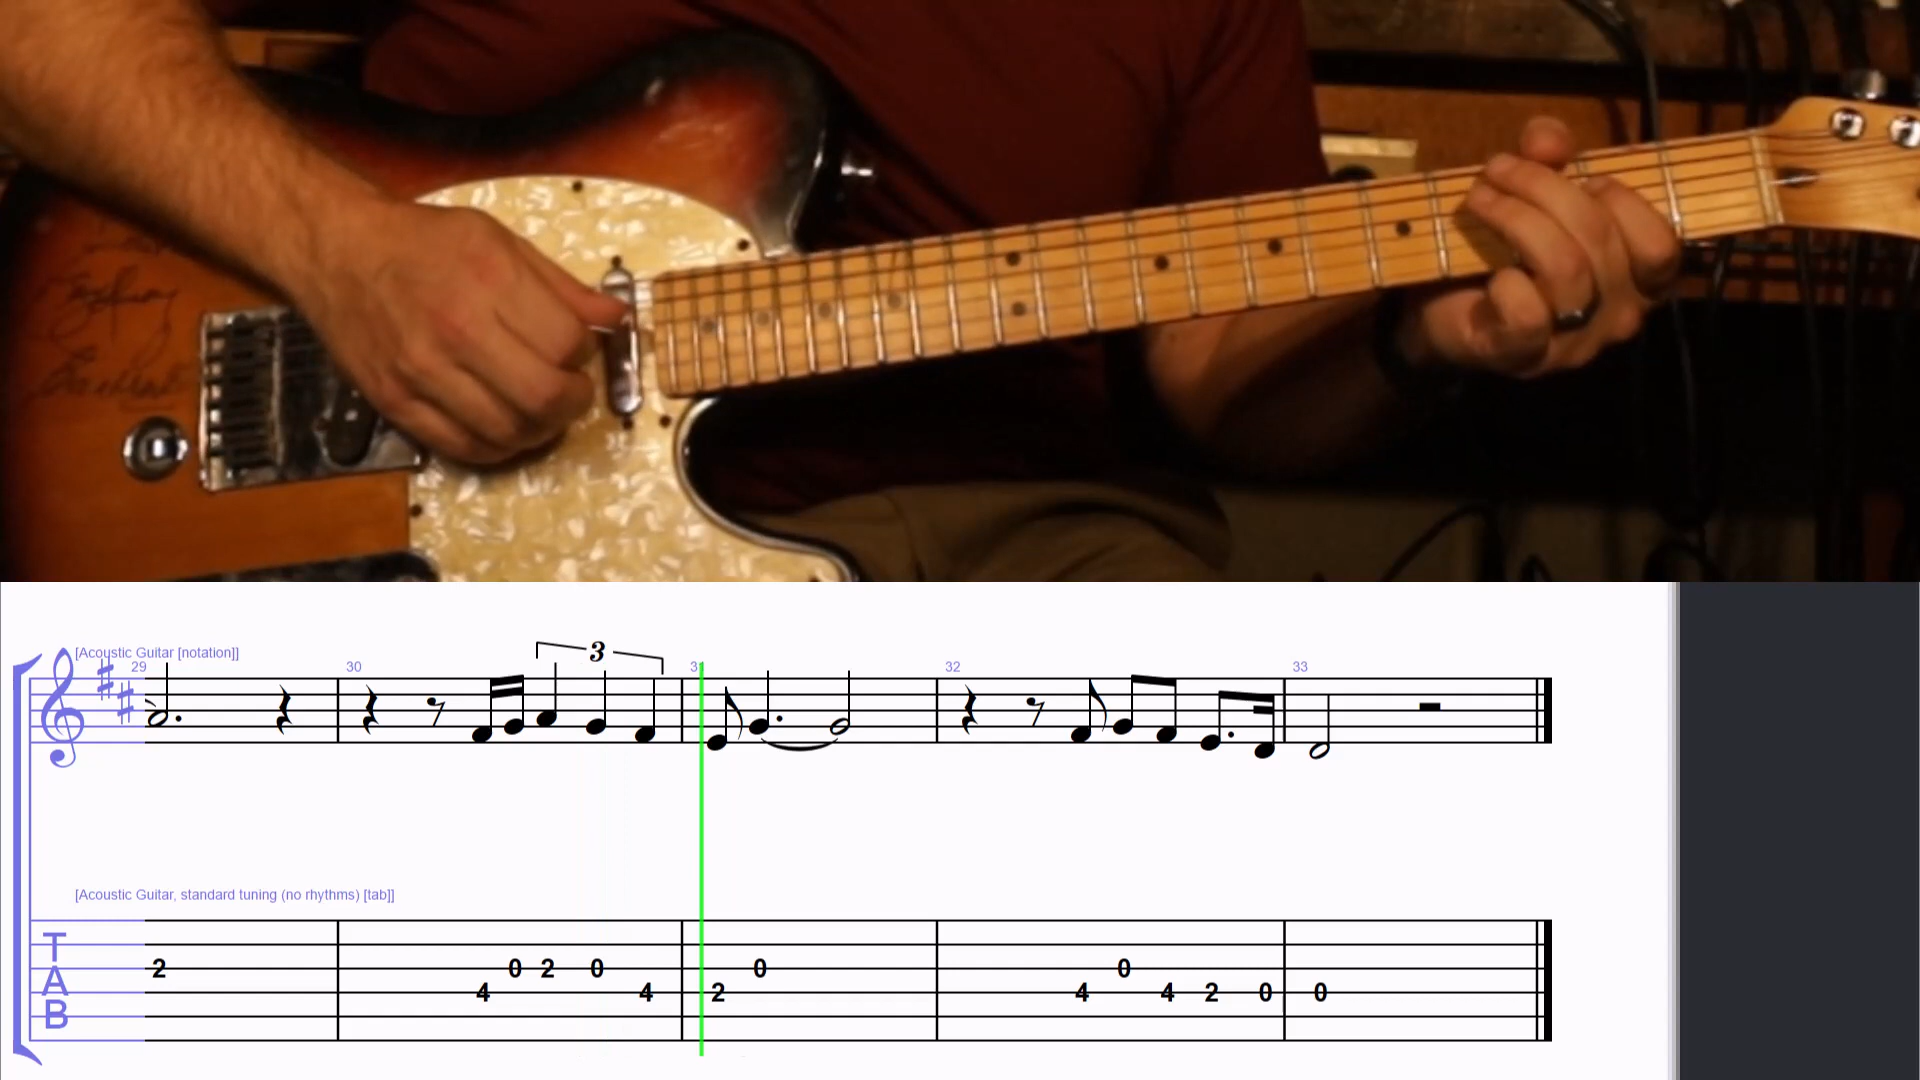 [Acoustic Guitar [notation]]
29 30 31 32 33
3
[Acoustic Guitar, standard tuning (no rhythms) [tab]]
T
A
B
2 0 2 0 0 0
4 4 2 4 4 2 0 0